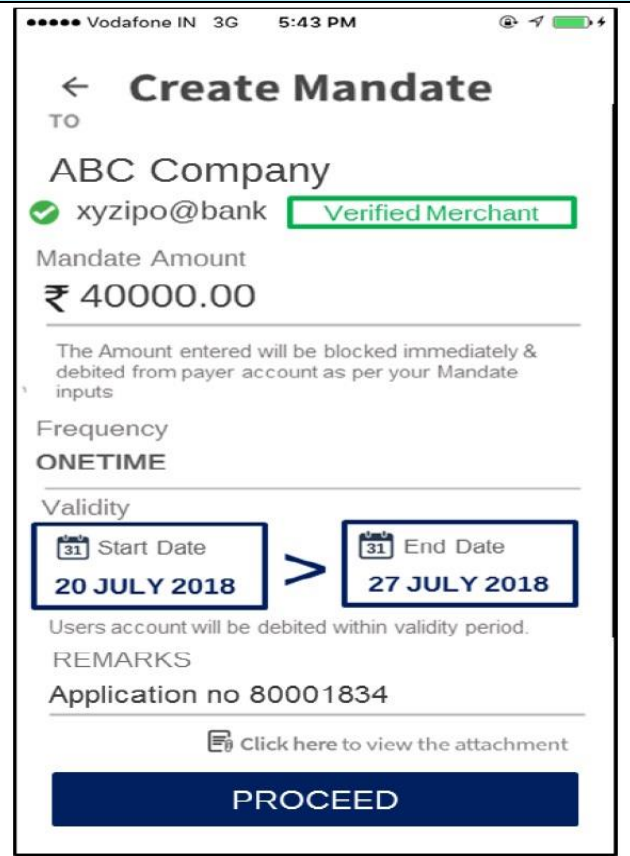 Vodafone IN 3G 5:43 PM
← Create Mandate
TO
ABC Company
xyzipo@bank Verified Merchant
Mandate Amount
₹ 40000.00
The Amount entered will be blocked immediately &
debited from payer account as per your Mandate
inputs
Frequency
ONETIME
Validity
31 Start Date > 31 End Date
20 JULY 2018 27 JULY 2018
Users account will be debited within validity period.
REMARKS
Application no 80001834
Click here to view the attachment
PROCEED